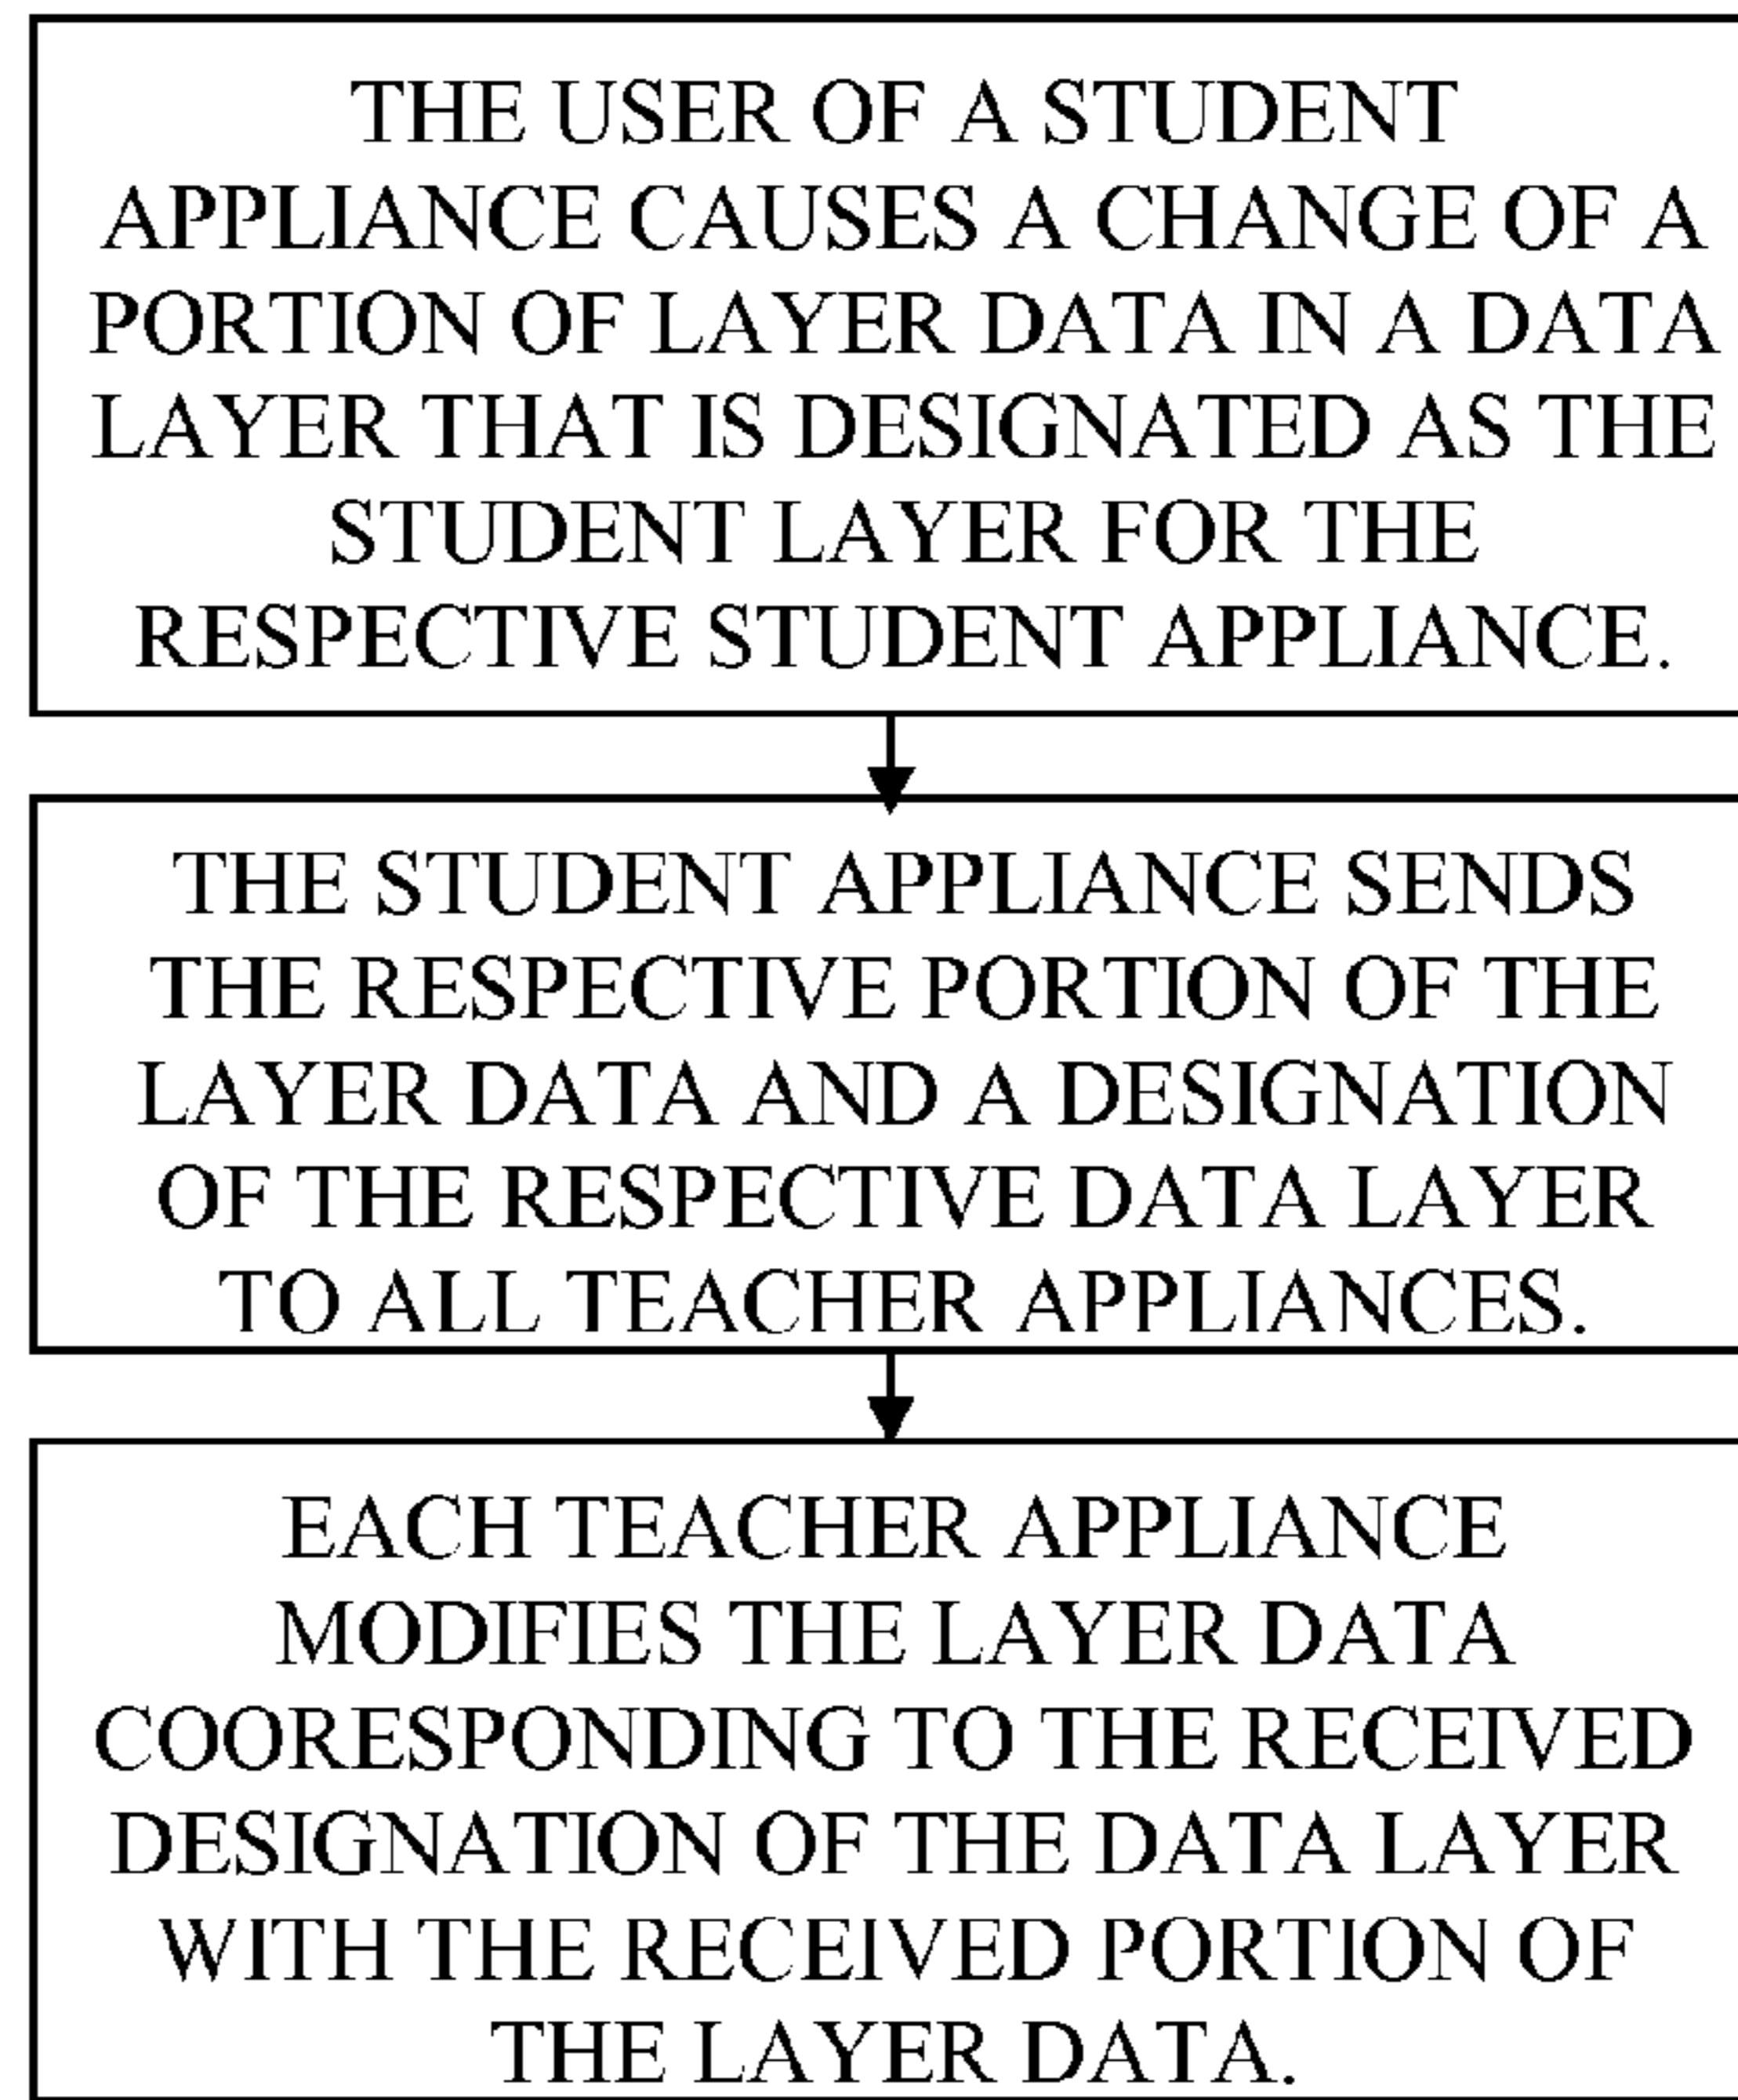 THE USER OF A STUDENT
APPLIANCE CAUSES A CHANGE OF A
PORTION OF LAYER DATA IN A DATA
LAYER THAT IS DESIGNATED AS THE
STUDENT LAYER FOR THE
RESPECTIVE STUDENT APPLIANCE.
THE STUDENT APPLIANCE SENDS
THE RESPECTIVE PORTION OF THE
LAYER DATA AND A DESIGNATION
OF THE RESPECTIVE DATA LAYER
TO ALL TEACHER APPLIANCES.
EACH TEACHER APPLIANCE
MODIFIES THE LAYER DATA
COORESPONDING TO THE RECEIVED
DESIGNATION OF THE DATA LAYER
WITH THE RECEIVED PORTION OF
THE LAYER DATA.